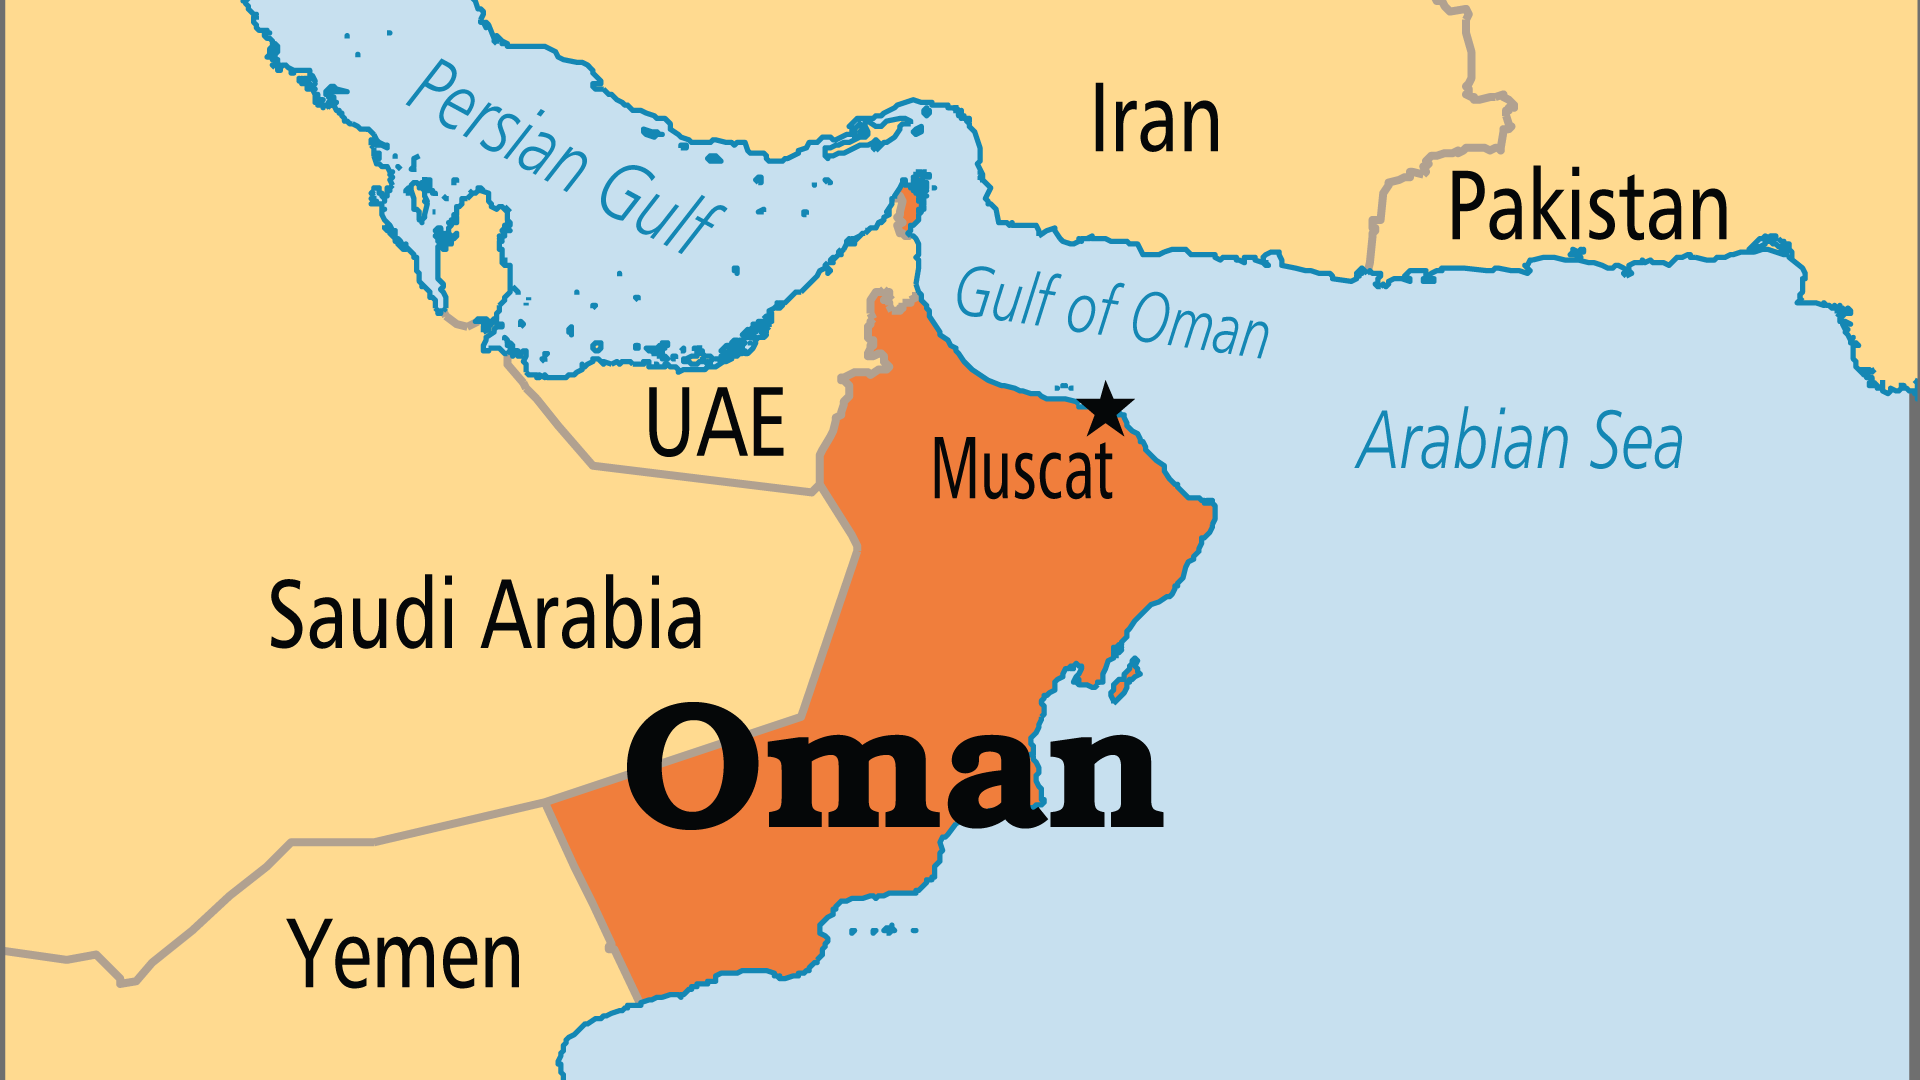 Persian Gulf
Iran
Pakistan
Gulf of Oman
UAE
Muscat
Arabian Sea
Saudi Arabia
Oman
Yemen